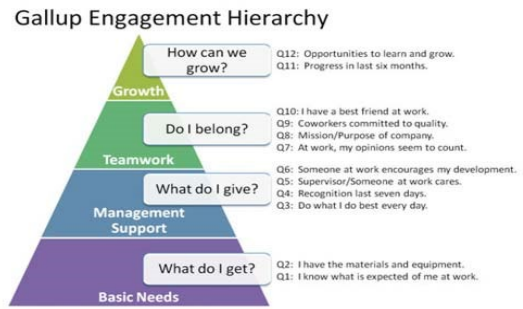 Gallup Engagement Hierarchy
How can we
grow?
Growth
Q12: Opportunities to learn and grow.
Q11: Progress in last six months.
Do I belong?
Teamwork
Q10: I have a best friend at work.
Q9: Coworkers committed to quality.
Q8: Mission/Purpose of company.
Q7: At work, my opinions seem to count.
What do I give?
Management
Support
Q6: Someone at work encourages my development.
Q5: Supervisor/Someone at work cares.
Q4: Recognition last seven days.
Q3: Do what I do best every day.
What do I get?
Basic Needs
Q2: I have the materials and equipment.
Q1: I know what is expected of me at work.